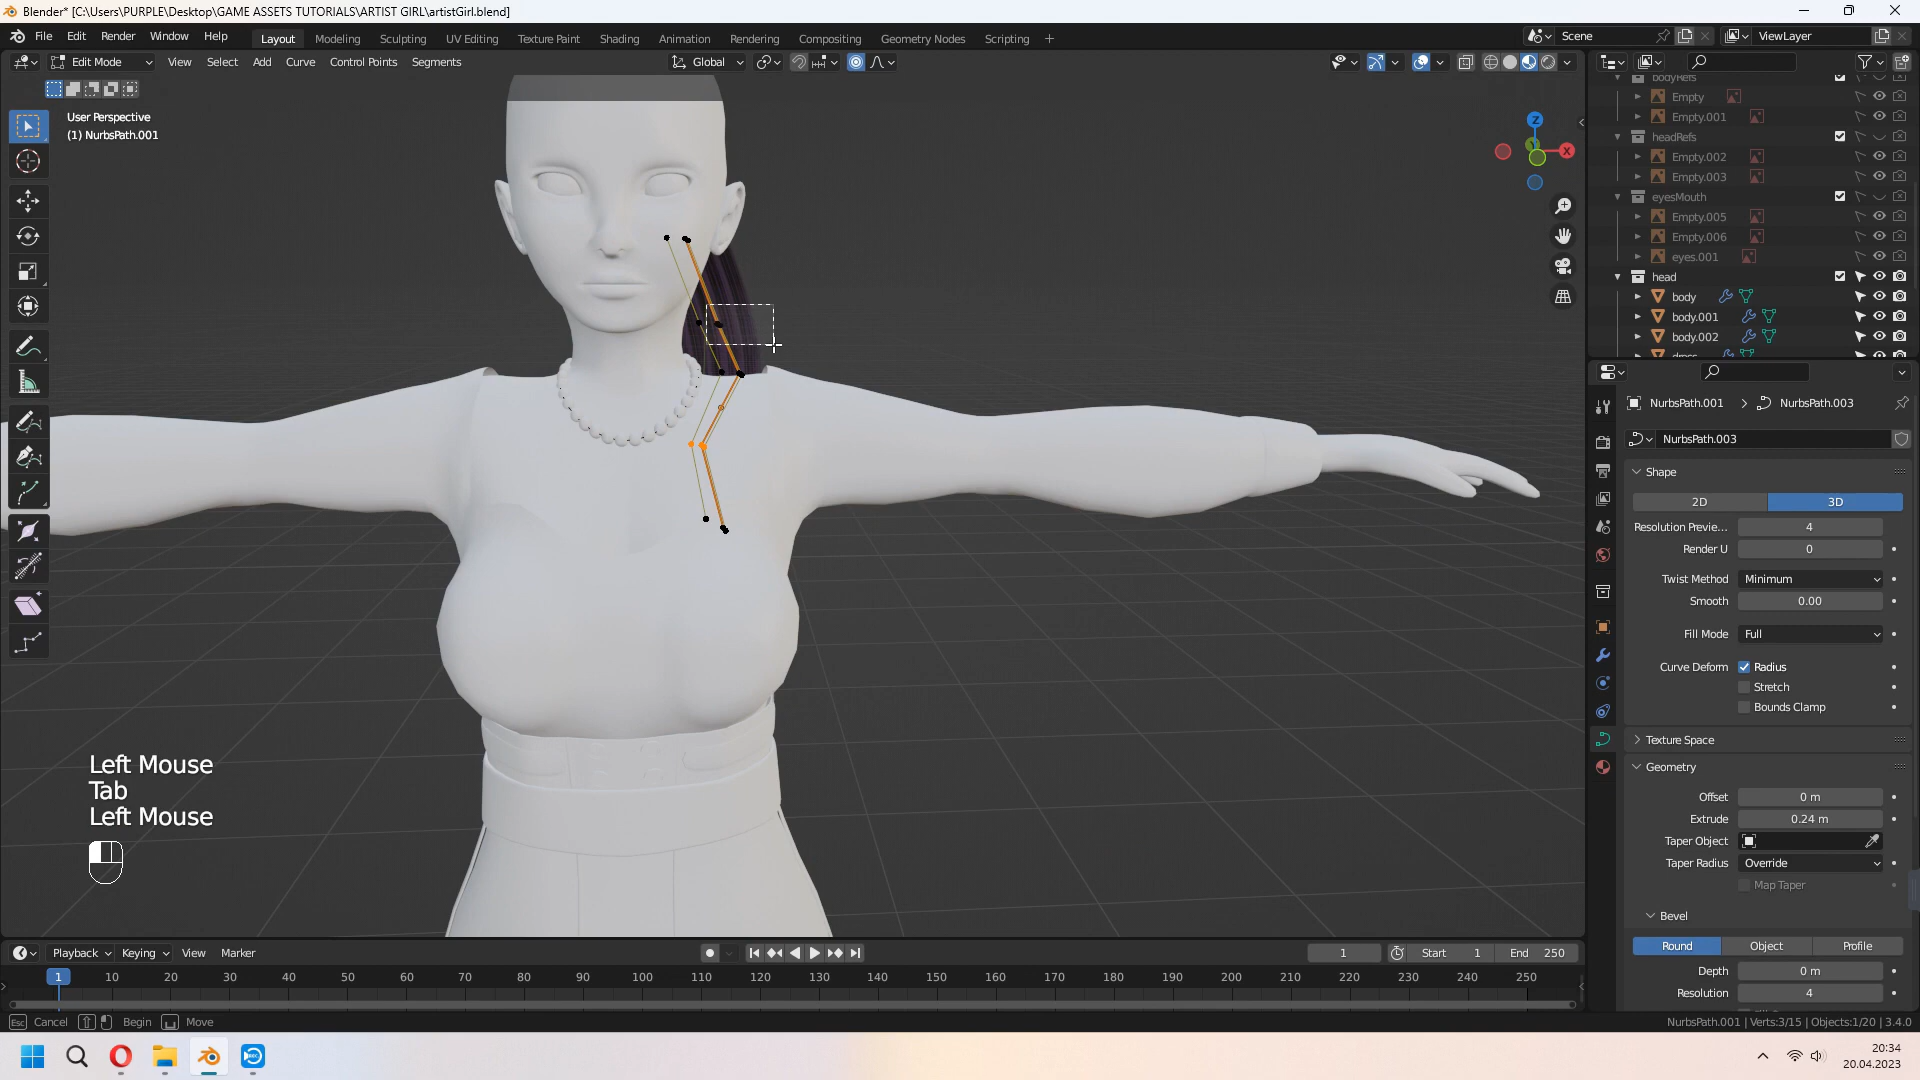 Blender* [C:\Users\PURPLE\Desktop\GAME ASSETS TUTORIALS\ARTIST GIRL\artistGirl.blend]
File Edit Render Window Help Layout Modeling Sculpting UV Editing Texture Paint Shading Animation Rendering Compositing Geometry Nodes Scripting + Scene ViewLayer
Edit Mode View Select Add Curve Control Points Segments Global
User Perspective
(1) NurbsPath.001
Z
X
bodyRefs
Empty
Empty.001
headRefs
Empty.002
Empty.003
eyesMouth
Empty.005
Empty.006
eyes.001
head
body
body.001
body.002
dress
NurbsPath.001 > NurbsPath.003
NurbsPath.003
Shape
2D 3D
Resolution Previe... 4
Render U 0
Twist Method Minimum
Smooth 0.00
Fill Mode Full
Curve Deform Radius
Stretch
Bounds Clamp
Texture Space
Geometry
Offset 0 m
Extrude 0.24 m
Taper Object
Taper Radius Override
Map Taper
Bevel
Round Object Profile
Depth 0 m
Resolution 4
Left Mouse
Tab
Left Mouse
Playback Keying View Marker 1 Start 1 End 250
1 10 20 30 40 50 60 70 80 90 100 110 120 130 140 150 160 170 180 190 200 210 220 230 240 250
Esc Cancel Begin Move NurbsPath.001 | Verts:3/15 | Objects:1/20 | 3.4.0
20:34
20.04.2023